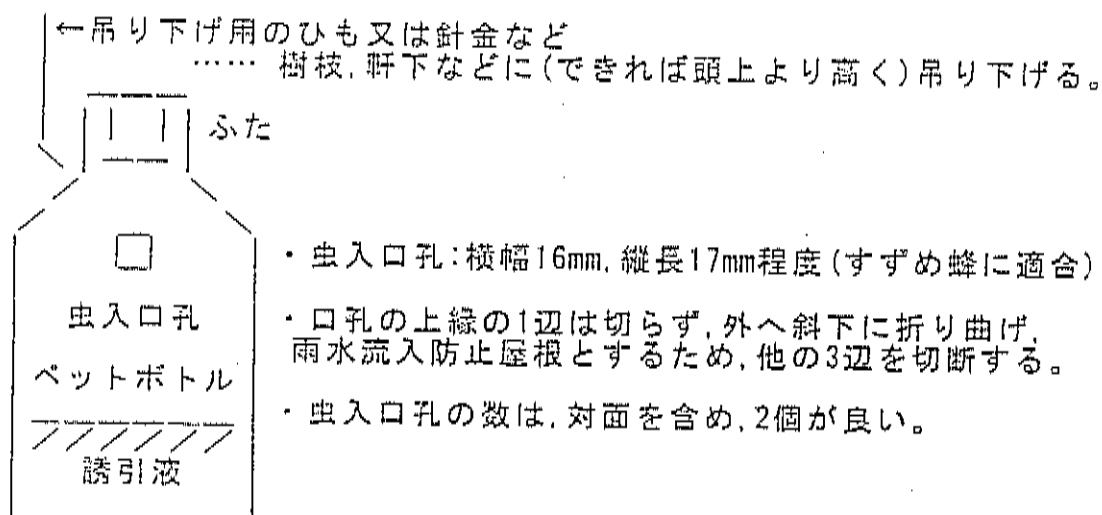 ←吊り下げ用のひも又は針金など
…… 樹枝,軒下などに(できれば頭上より高く)吊り下げる。
ふた
・虫入口孔:横幅16mm,縦長17mm程度(すずめ蜂に適合)
虫入口孔
・口孔の上縁の1辺は切らず,外へ斜下に折り曲げ,
雨水流入防止屋根とするため,他の3辺を切断する。
ペットボトル
・虫入口孔の数は,対面を含め,2個が良い。
誘引液